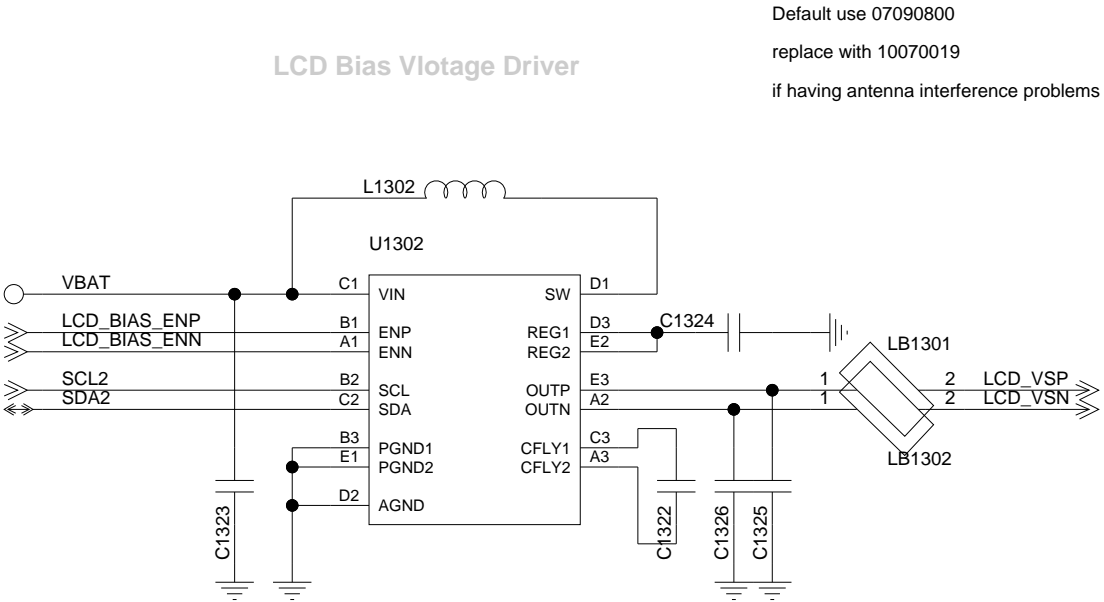 Default use 07090800
replace with 10070019
if having antenna interference problems
LCD Bias Vlotage Driver
L1302
U1302
VBAT C1 VIN SW D1
LCD_BIAS_ENP B1 ENP REG1 D3 C1324
LCD_BIAS_ENN A1 ENN REG2 E2
LB1301
SCL2 B2 SCL OUTP E3 1 2 LCD_VSP
SDA2 C2 SDA OUTN A2 1 2 LCD_VSN
B3 PGND1 CFLY1 C3
E1 PGND2 CFLY2 A3
LB1302
D2 AGND
C1323
C1322
C1326
C1325